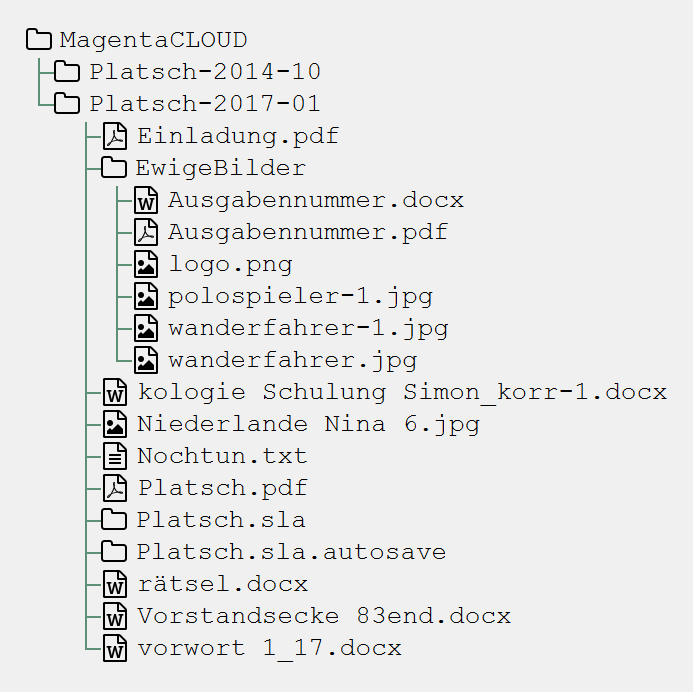 MagentaCLOUD
Platsch-2014-10
Platsch-2017-01
Einladung.pdf
EwigeBilder
Ausgabennummer.docx
Ausgabennummer.pdf
logo.png
polospieler-1.jpg
wanderfahrer-1.jpg
wanderfahrer.jpg
kologie Schulung Simon_korr-1.docx
Niederlande Nina 6.jpg
Nochtun.txt
Platsch.pdf
Platsch.sla
Platsch.sla.autosave
rätsel.docx
Vorstandsecke 83end.docx
vorwort 1_17.docx